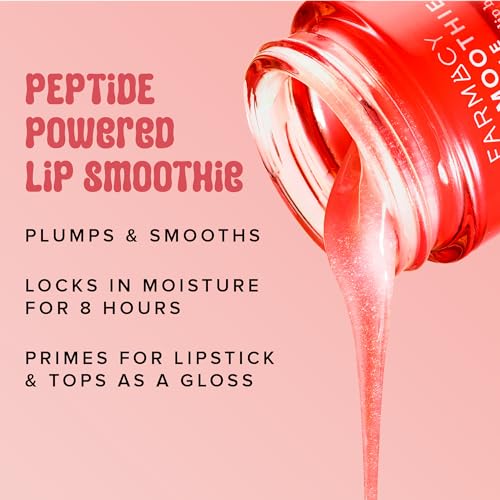 PEPTIDE
POWERED
LIP SMOOTHIE
PLUMPS & SMOOTHS
LOCKS IN MOISTURE
FOR 8 HOURS
PRIMES FOR LIPSTICK
& TOPS AS A GLOSS
FARMACY
SMOOTHIE